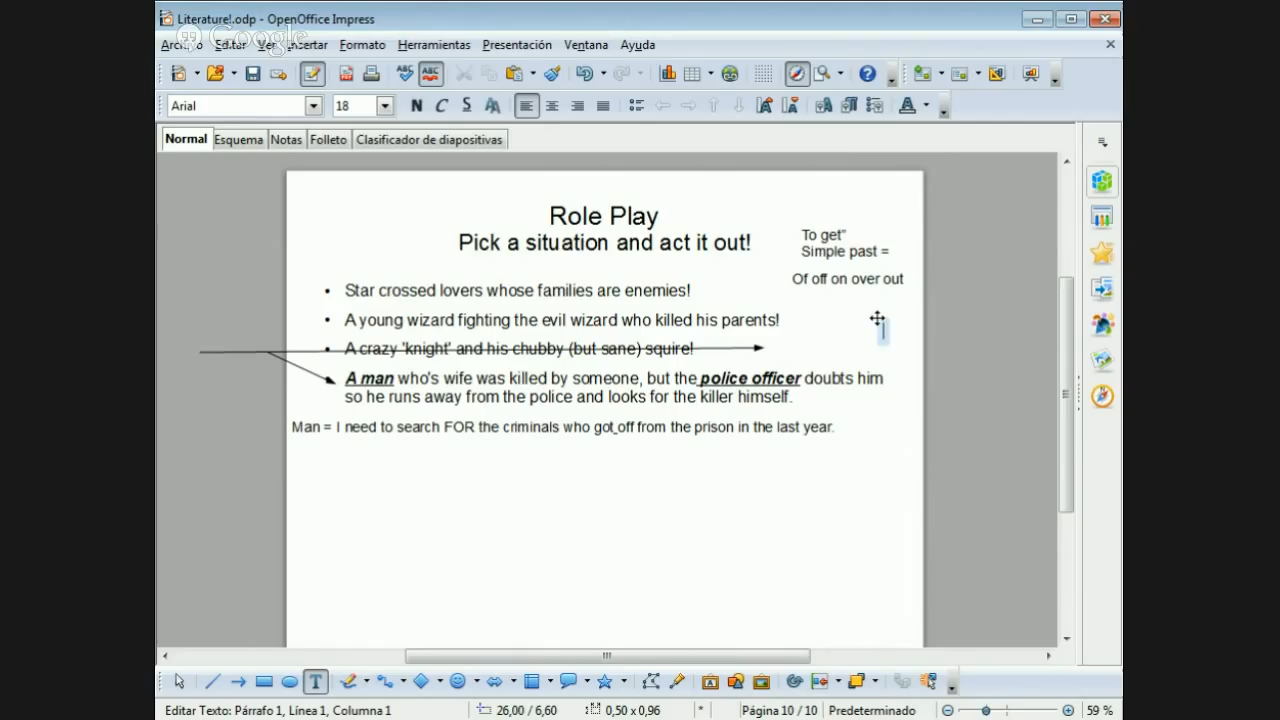 Literature!.odp - OpenOffice Impress
Google
Archivo Editar Ver Insertar Formato Herramientas Presentación Ventana Ayuda
Arial 18 N C S
Normal Esquema Notas Folleto Clasificador de diapositivas
Role Play
Pick a situation and act it out!
To get"
Simple past =
Of off on over out
• Star crossed lovers whose families are enemies!
• A young wizard fighting the evil wizard who killed his parents!
• A crazy 'knight' and his chubby (but sane) squire!
A man who's wife was killed by someone, but the police officer doubts him
so he runs away from the police and looks for the killer himself.
Man = I need to search FOR the criminals who got off from the prison in the last year.
Editar Texto: Párrafo 1, Línea 1, Columna 1 26,00 / 6,60 0,50 x 0,96 * Página 10 / 10 Predeterminado 59 %